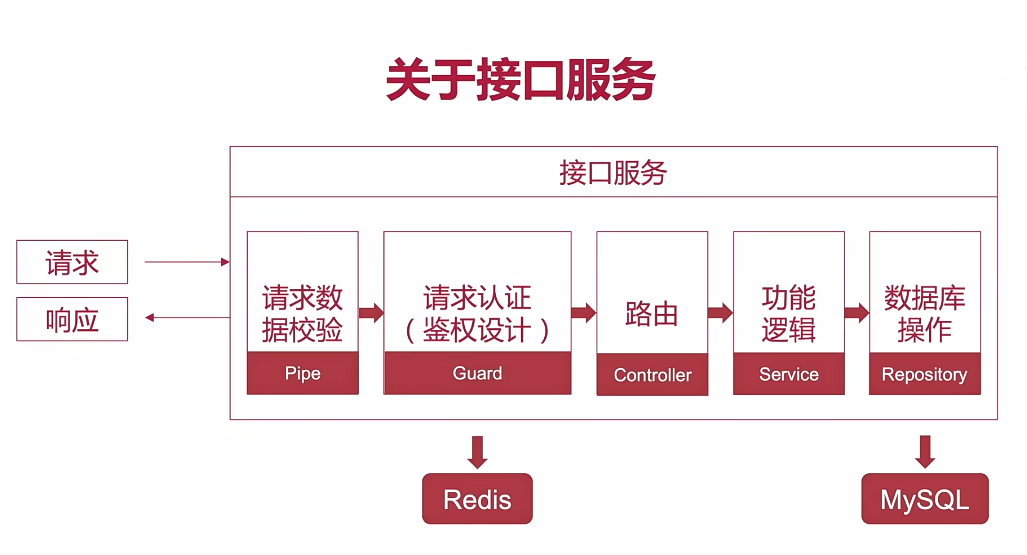 关于接口服务
接口服务
请求
响应
请求数
据校验
Pipe
请求认证
（鉴权设计）
Guard
路由
Controller
功能
逻辑
Service
数据库
操作
Repository
Redis
MySQL